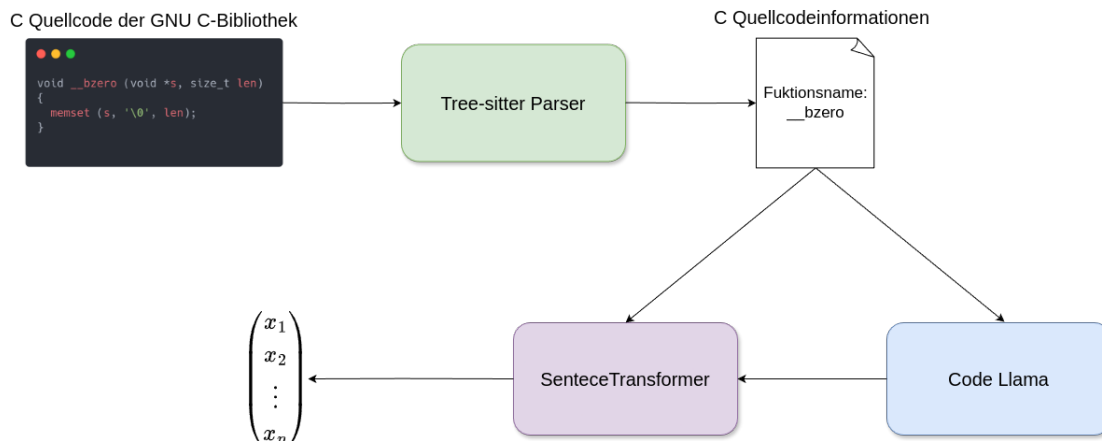 C Quellcode der GNU C-Bibliothek
void __bzero (void *s, size_t len)
{
memset (s, '\0', len);
}
Tree-sitter Parser
C Quellcodeinformationen
Fuktionsname:
__bzero
x₁
x₂
⋮
xₙ
SenteceTransformer
Code Llama